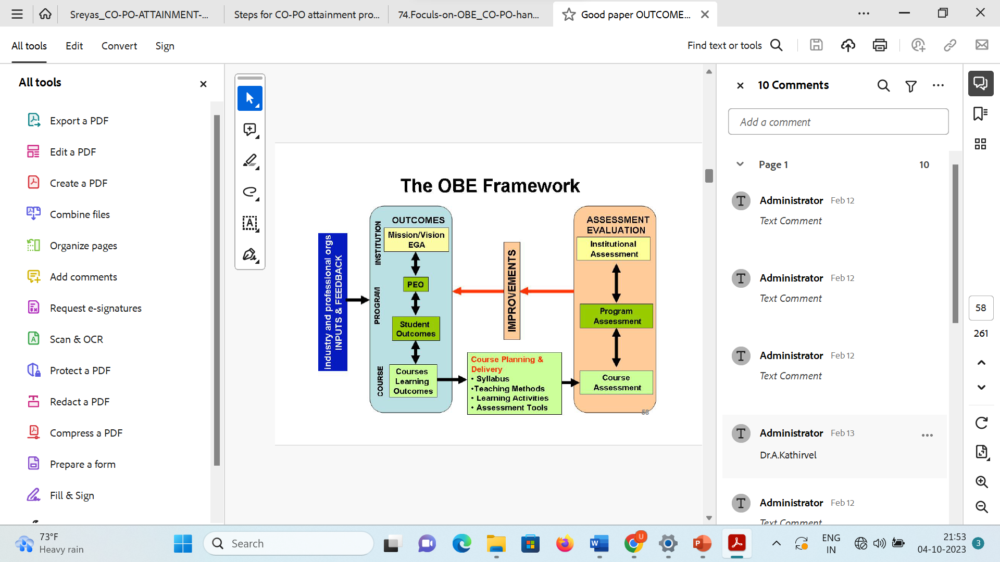 Sreyas_CO-PO-ATTAINMENT-...
Steps for CO-PO attainment pro...
74.Foculs-on-OBE_CO-PO-han...
Good paper OUTCOME...
All tools
Edit
Convert
Sign
Find text or tools
All tools
Export a PDF
Edit a PDF
Create a PDF
Combine files
Organize pages
Add comments
Request e-signatures
Scan & OCR
Protect a PDF
Redact a PDF
Compress a PDF
Prepare a form
Fill & Sign
The OBE Framework
industry and professional orgs
INPUTS & FEEDBACK
OUTCOMES
INSTITUTION
Mission/Vision
EGA
PROGRAM
PEO
Student
Outcomes
COURSE
Courses
Learning
Outcomes
IMPROVEMENTS
Course Planning &
Delivery
• Syllabus
•Teaching Methods
• Learning Activities
• Assessment Tools
ASSESSMENT
EVALUATION
Institutional
Assessment
Program
Assessment
Course
Assessment
58
10 Comments
Add a comment
Page 1
10
Administrator Feb 12
Text Comment
Administrator Feb 12
Text Comment
Administrator Feb 12
Text Comment
Administrator Feb 13
Dr.A.Kathirvel
Administrator Feb 12
Text Comment
58
261
73°F
Heavy rain
Search
ENG
IN
21:53
04-10-2023
3